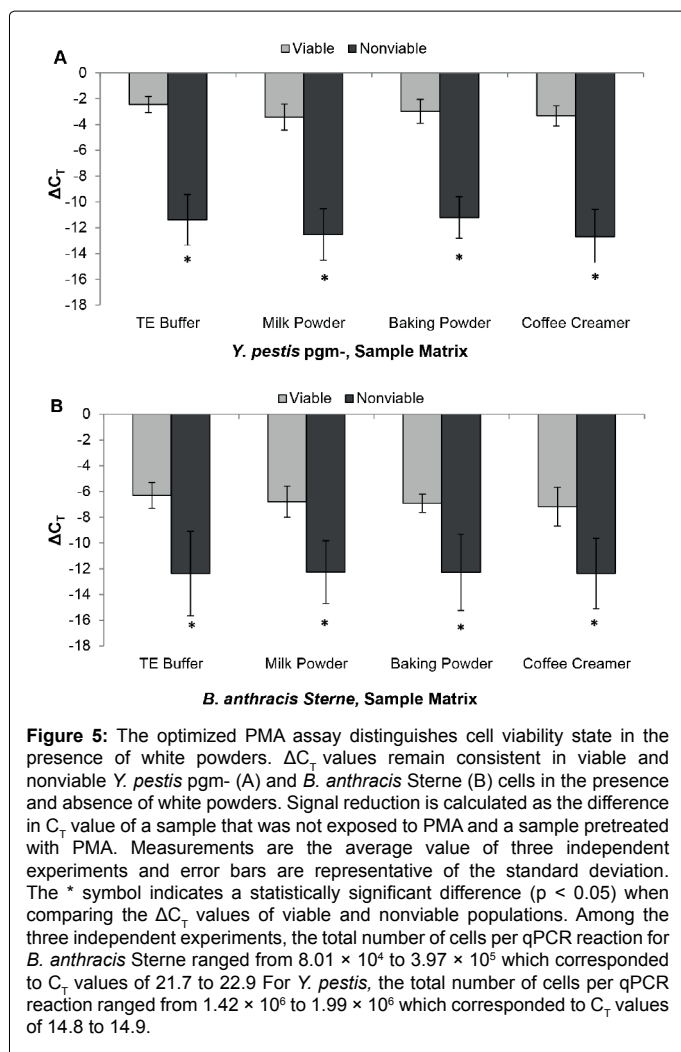 A
Viable Nonviable
0
-2
-4
-6
-8
-10
-12
-14
-16
-18
ΔC_T
* * * *
TE Buffer Milk Powder Baking Powder Coffee Creamer
Y. pestis pgm-, Sample Matrix
B
Viable Nonviable
0
-2
-4
-6
-8
-10
-12
-14
-16
-18
ΔC_T
* * * *
TE Buffer Milk Powder Baking Powder Coffee Creamer
B. anthracis Sterne, Sample Matrix
Figure 5: The optimized PMA assay distinguishes cell viability state in the
presence of white powders. ΔC_T values remain consistent in viable and
nonviable Y. pestis pgm- (A) and B. anthracis Sterne (B) cells in the presence
and absence of white powders. Signal reduction is calculated as the difference
in C_T value of a sample that was not exposed to PMA and a sample pretreated
with PMA. Measurements are the average value of three independent
experiments and error bars are representative of the standard deviation.
The * symbol indicates a statistically significant difference (p < 0.05) when
comparing the ΔC_T values of viable and nonviable populations. Among the
three independent experiments, the total number of cells per qPCR reaction for
B. anthracis Sterne ranged from 8.01 × 10⁴ to 3.97 × 10⁵ which corresponded
to C_T values of 21.7 to 22.9 For Y. pestis, the total number of cells per qPCR
reaction ranged from 1.42 × 10⁶ to 1.99 × 10⁶ which corresponded to C_T values
of 14.8 to 14.9.